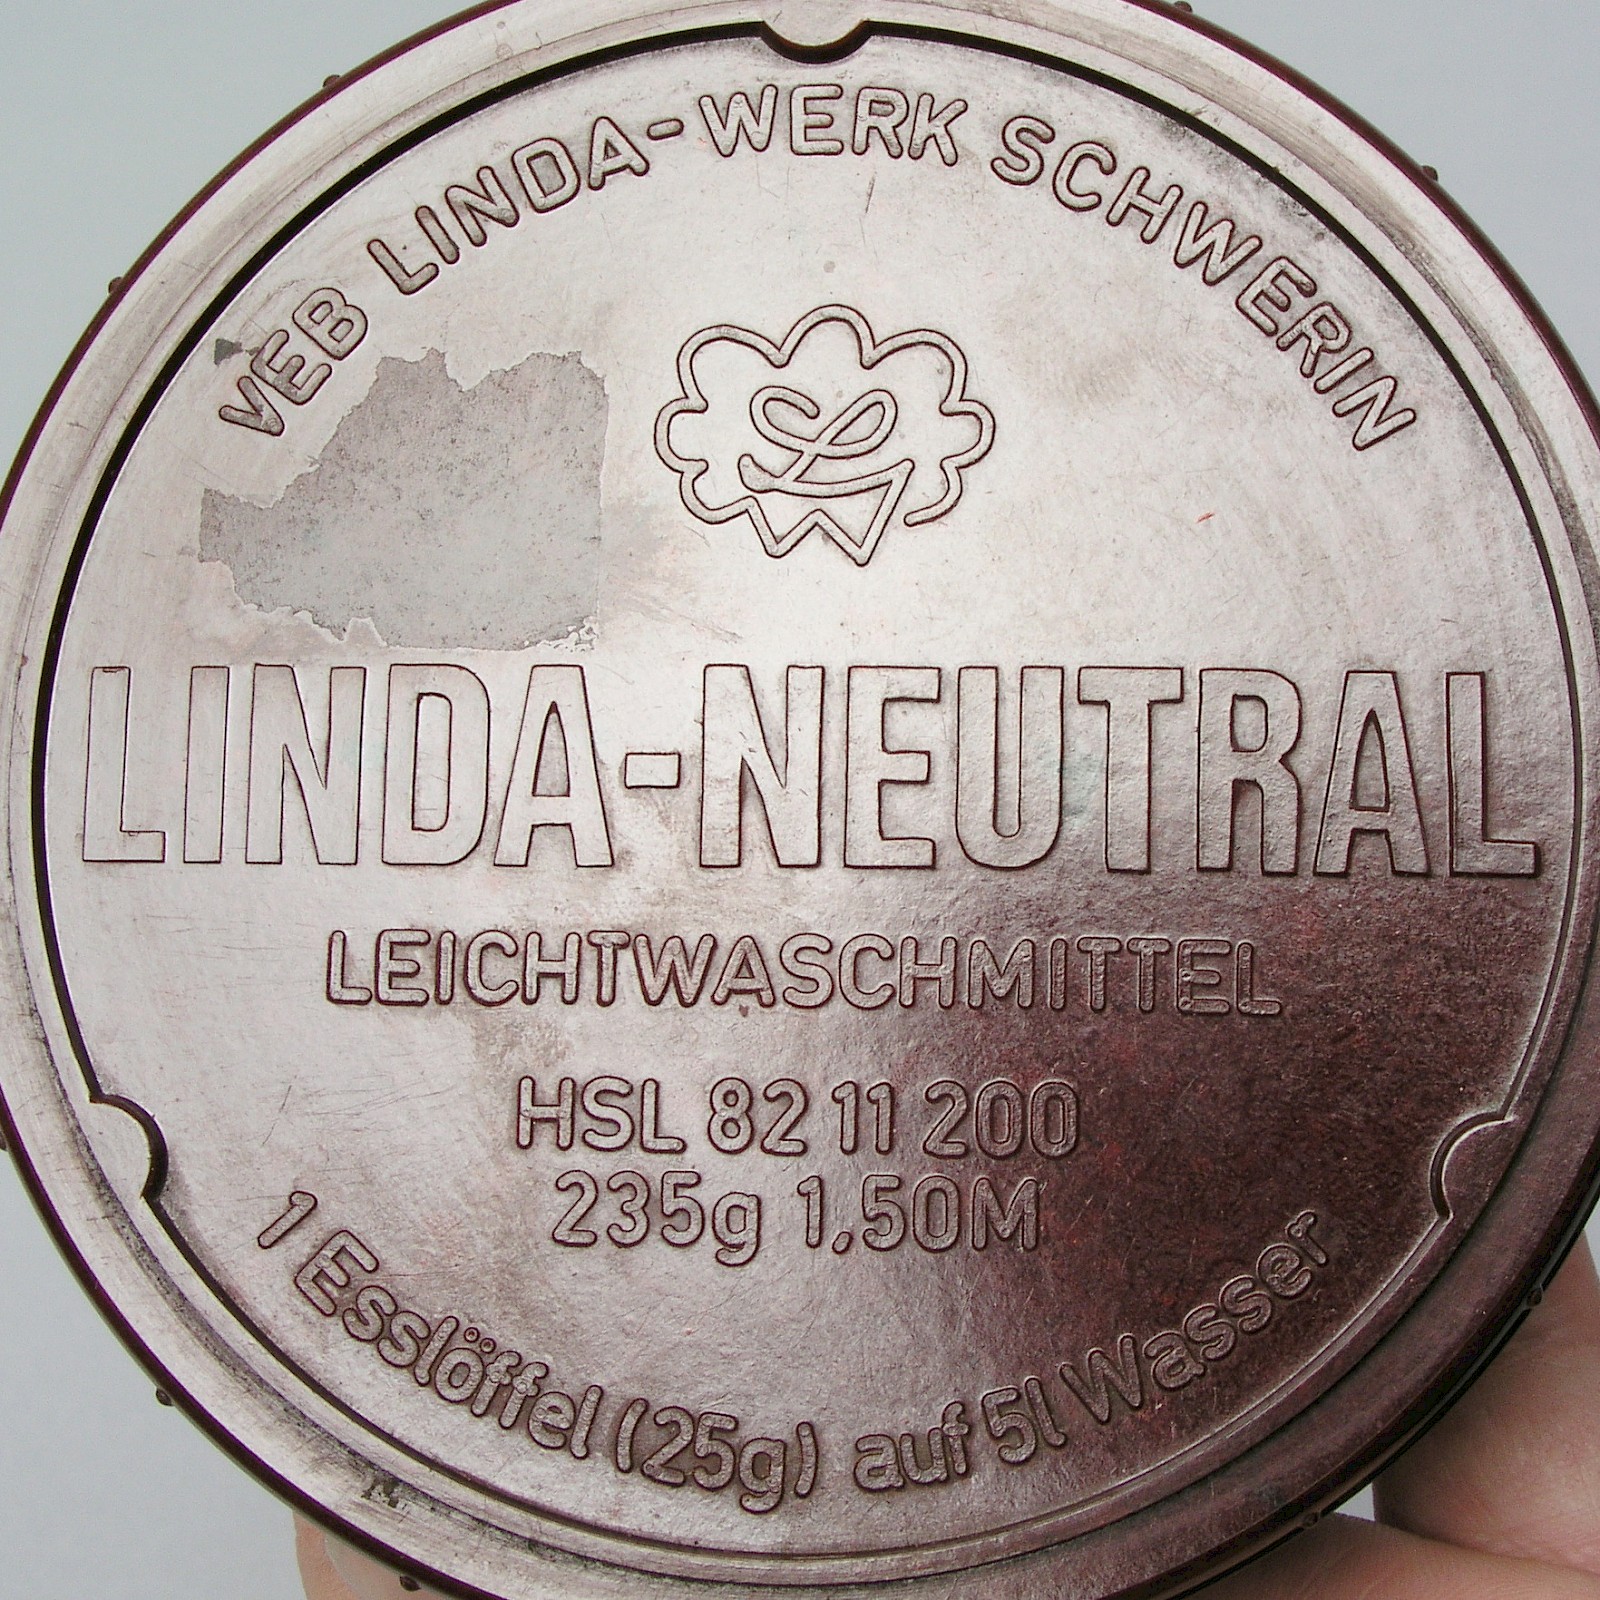 VEB LINDA-WERK SCHWERIN
L
LINDA-NEUTRAL
LEICHTWASCHMITTEL
HSL 82 11 200
235g 1,50M
1 Esslöffel (25g) auf 5l Wasser